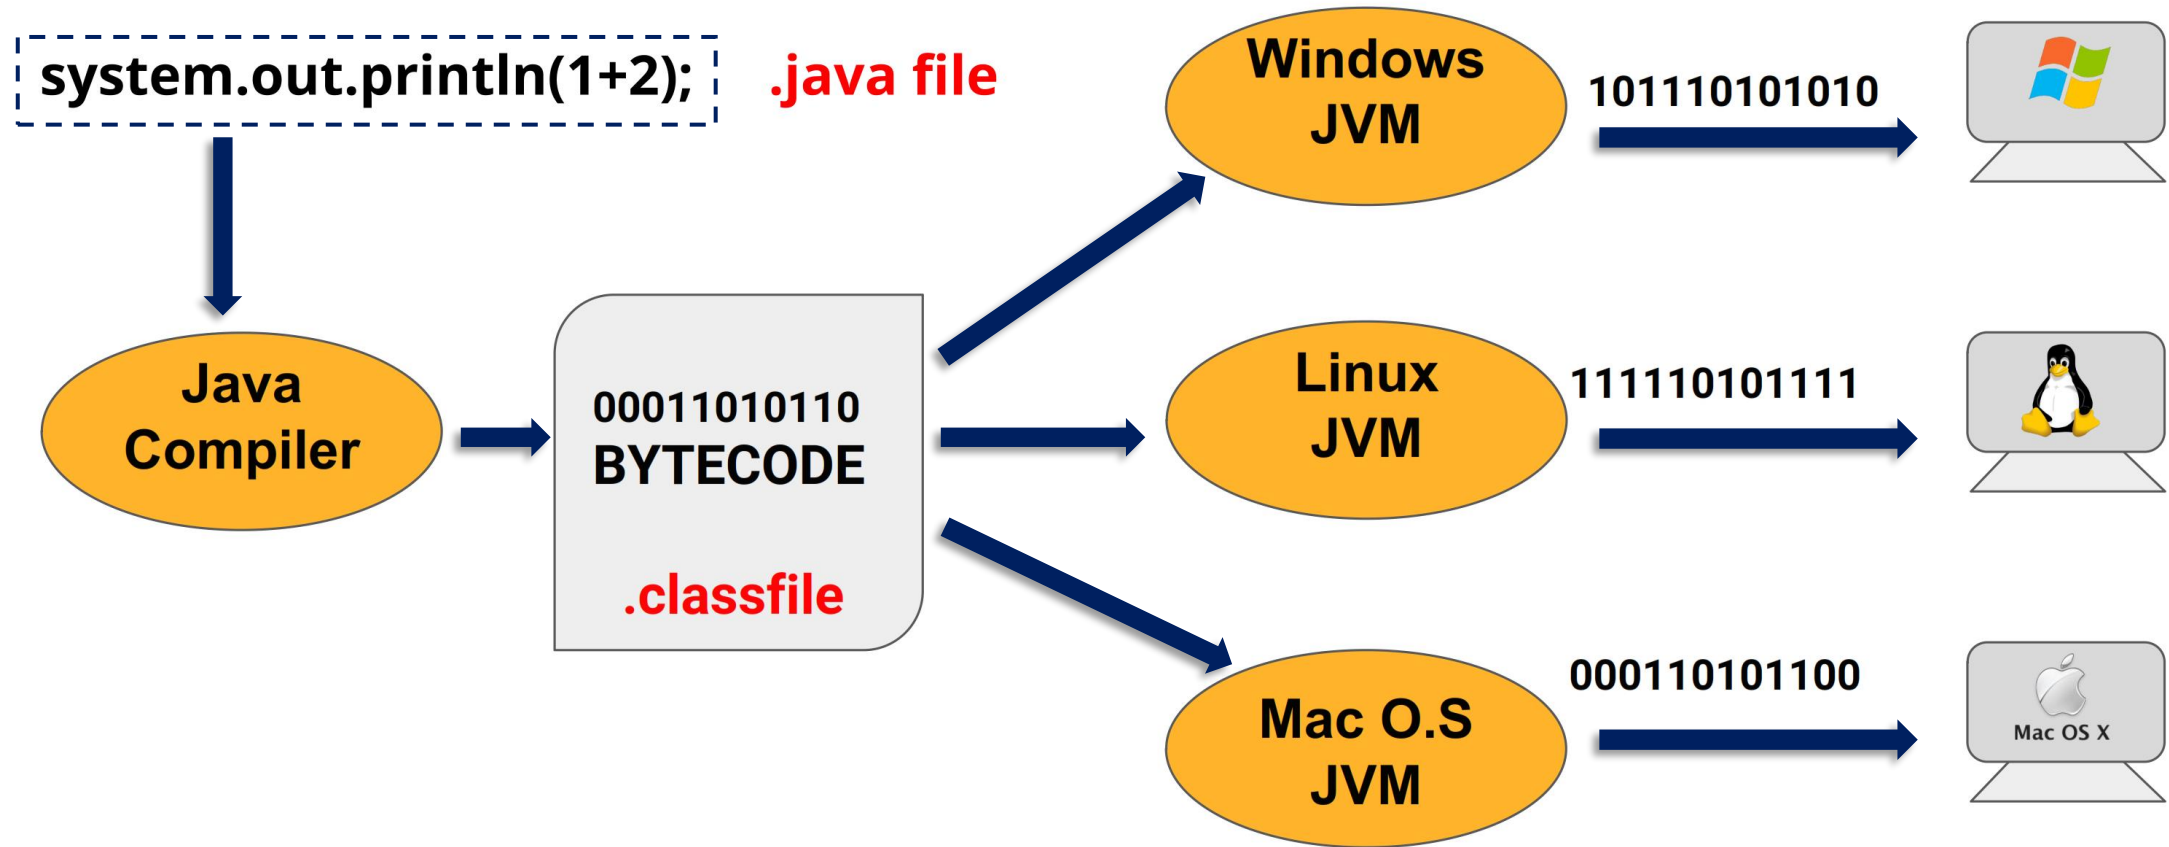 system.out.println(1+2);
.java file
Java
Compiler
00011010110
BYTECODE
.classfile
Windows
JVM
101110101010
Linux
JVM
111110101111
Mac O.S
JVM
000110101100
Mac OS X